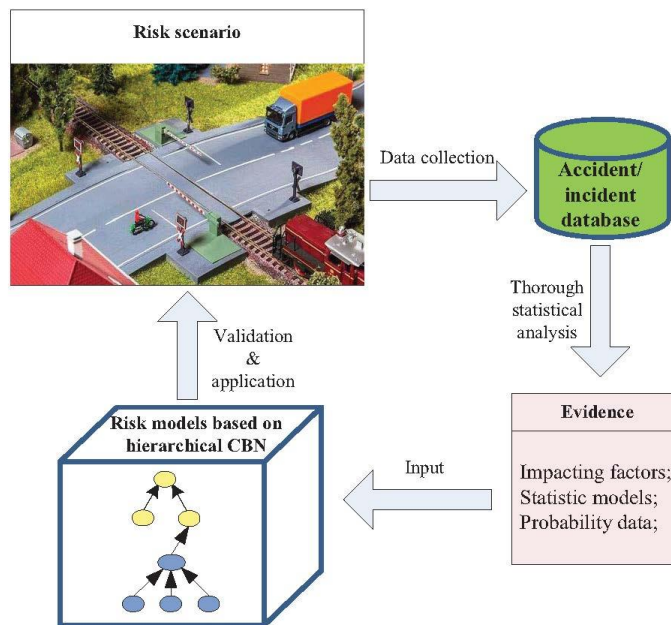 Risk scenario
Data collection
Accident/
incident
database
Thorough
statistical
analysis
Evidence
Impacting factors;
Statistic models;
Probability data;
Input
Risk models based on
hierarchical CBN
Validation
&
application